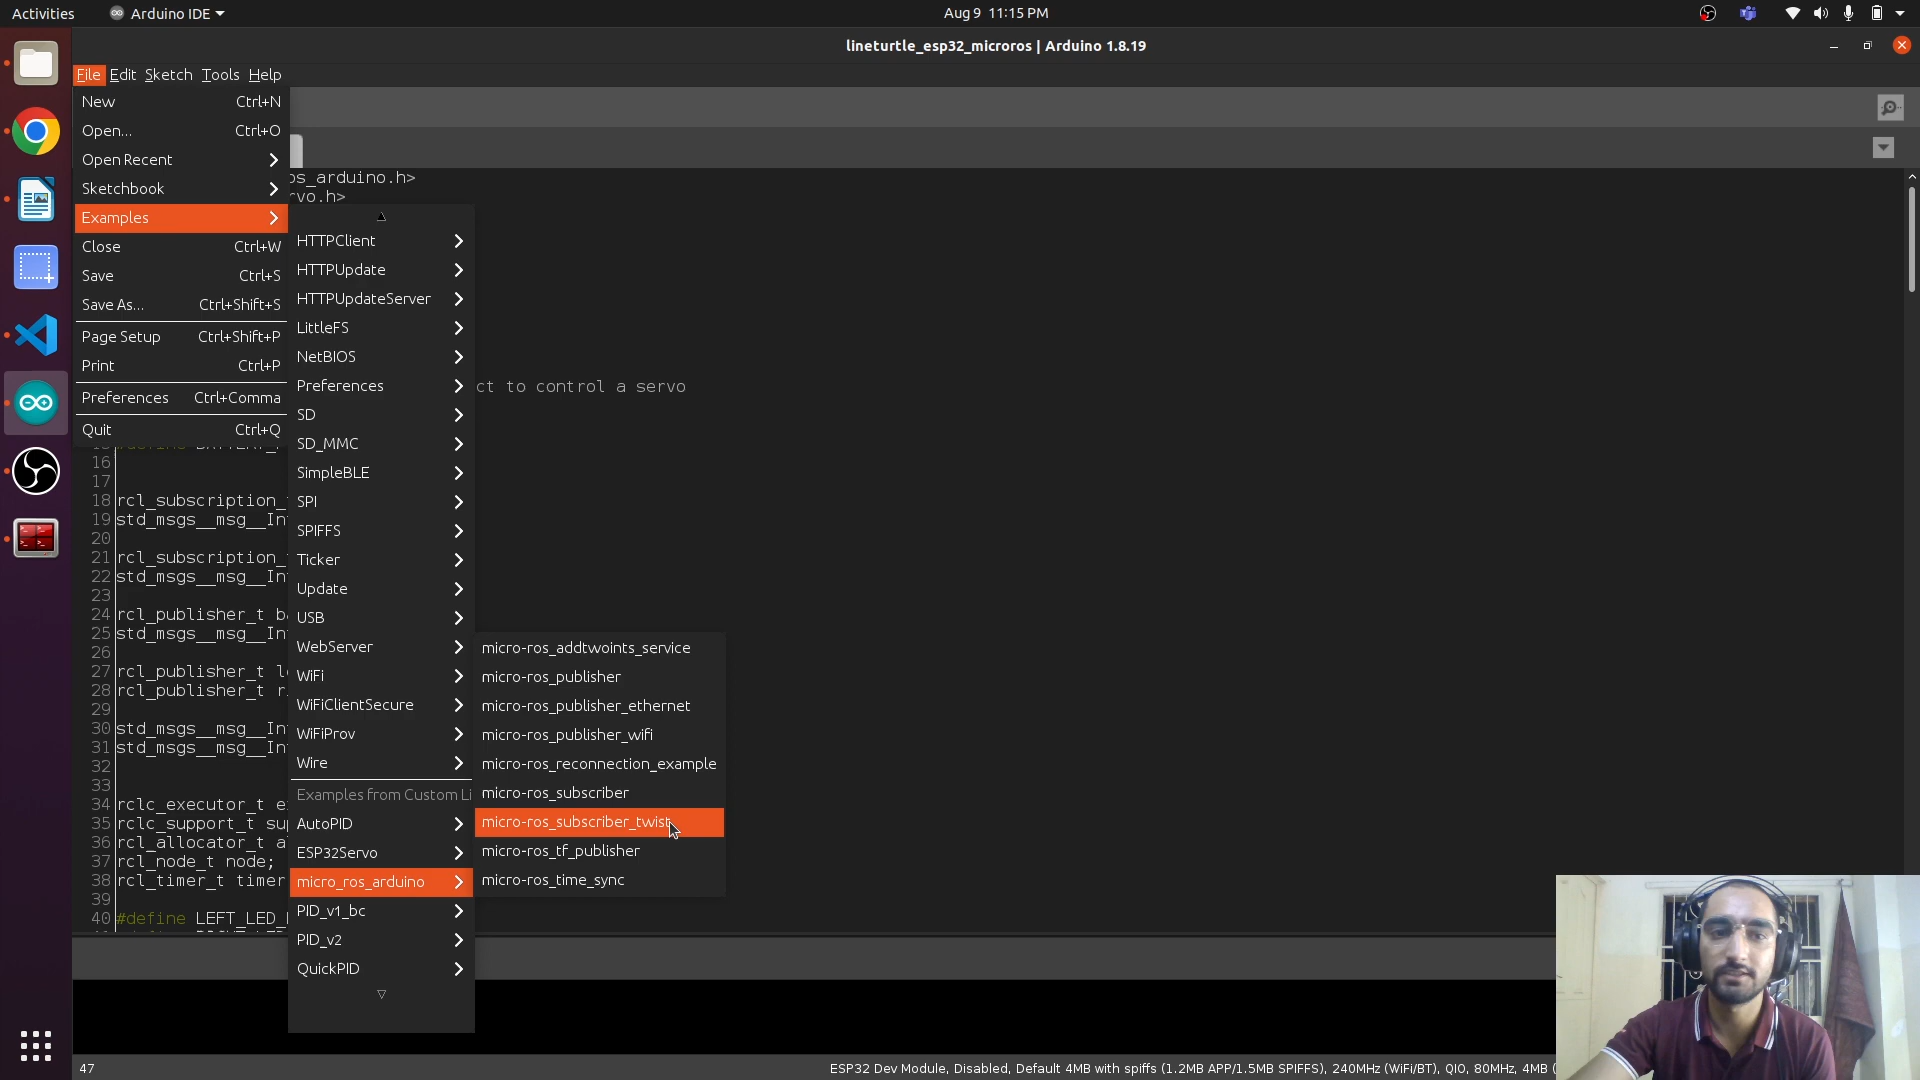 Activities
Arduino IDE
Aug 9 11:15 PM
lineturtle_esp32_microros | Arduino 1.8.19
File Edit Sketch Tools Help
New Ctrl+N
Open... Ctrl+O
Open Recent
Sketchbook
Examples
Close Ctrl+W
Save Ctrl+S
Save As... Ctrl+Shift+S
Page Setup Ctrl+Shift+P
Print Ctrl+P
Preferences Ctrl+Comma
Quit Ctrl+Q
os_arduino.h>
rvo.h>
ct to control a servo
HTTPClient
HTTPUpdate
HTTPUpdateServer
LittleFS
NetBIOS
Preferences
SD
SD_MMC
SimpleBLE
SPI
SPIFFS
Ticker
Update
USB
WebServer
WiFi
WiFiClientSecure
WiFiProv
Wire
Examples from Custom Li
AutoPID
ESP32Servo
micro_ros_arduino
PID_v1_bc
PID_v2
QuickPID
micro-ros_addtwoints_service
micro-ros_publisher
micro-ros_publisher_ethernet
micro-ros_publisher_wifi
micro-ros_reconnection_example
micro-ros_subscriber
micro-ros_subscriber_twist
micro-ros_tf_publisher
micro-ros_time_sync
16
17
18 rcl_subscription_
19 std_msgs__msg__In
20
21 rcl_subscription_
22 std_msgs__msg__In
23
24 rcl_publisher_t b
25 std_msgs__msg__In
26
27 rcl_publisher_t l
28 rcl_publisher_t r
29
30 std_msgs__msg__In
31 std_msgs__msg__In
32
33
34 rclc_executor_t e
35 rclc_support_t su
36 rcl_allocator_t a
37 rcl_node_t node;
38 rcl_timer_t timer
39
40 #define LEFT_LED_
47
ESP32 Dev Module, Disabled, Default 4MB with spiffs (1.2MB APP/1.5MB SPIFFS), 240MHz (WiFi/BT), QIO, 80MHz, 4MB (